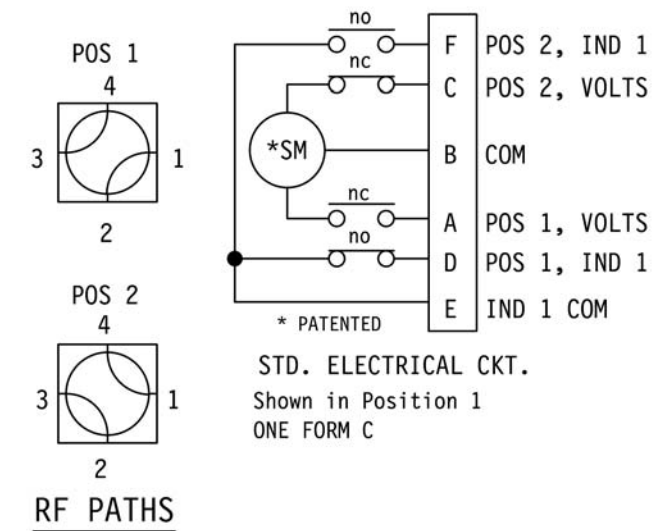 POS 1
4
3
1
2
POS 2
4
3
1
2
RF PATHS
no
F POS 2, IND 1
nc
C POS 2, VOLTS
*SM
B COM
nc
A POS 1, VOLTS
no
D POS 1, IND 1
E IND 1 COM
* PATENTED
STD. ELECTRICAL CKT.
Shown in Position 1
ONE FORM C